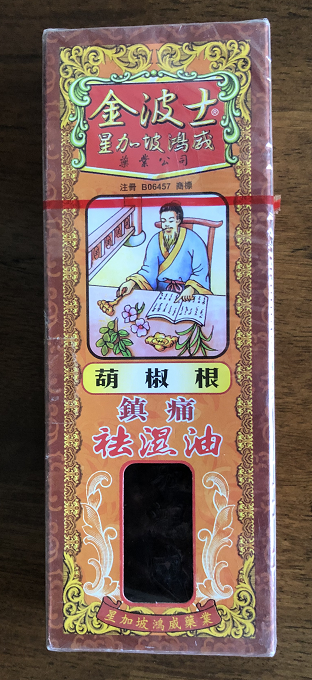 金波士®
星加坡鴻威
藥業公司
注冊 B06457 商標
葫椒根
鎮痛
祛濕油
星加坡鴻威藥業